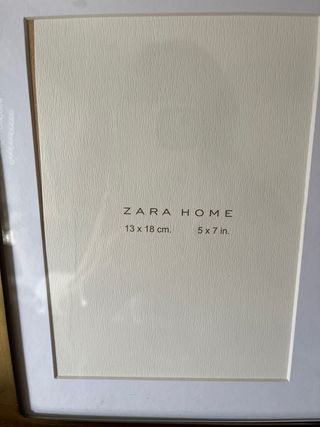 ZARA HOME
13 x 18 cm. 5 x 7 in.